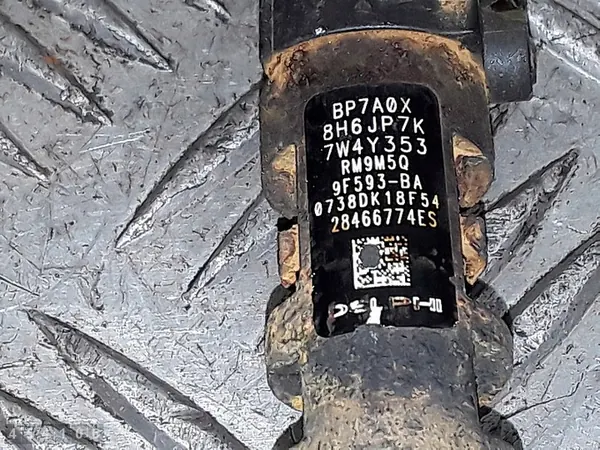 BP7A0X
8H6JP7K
7W4Y353
RM9M5Q
9F593-BA
0738DK18F54
28466774ES
DELPHI